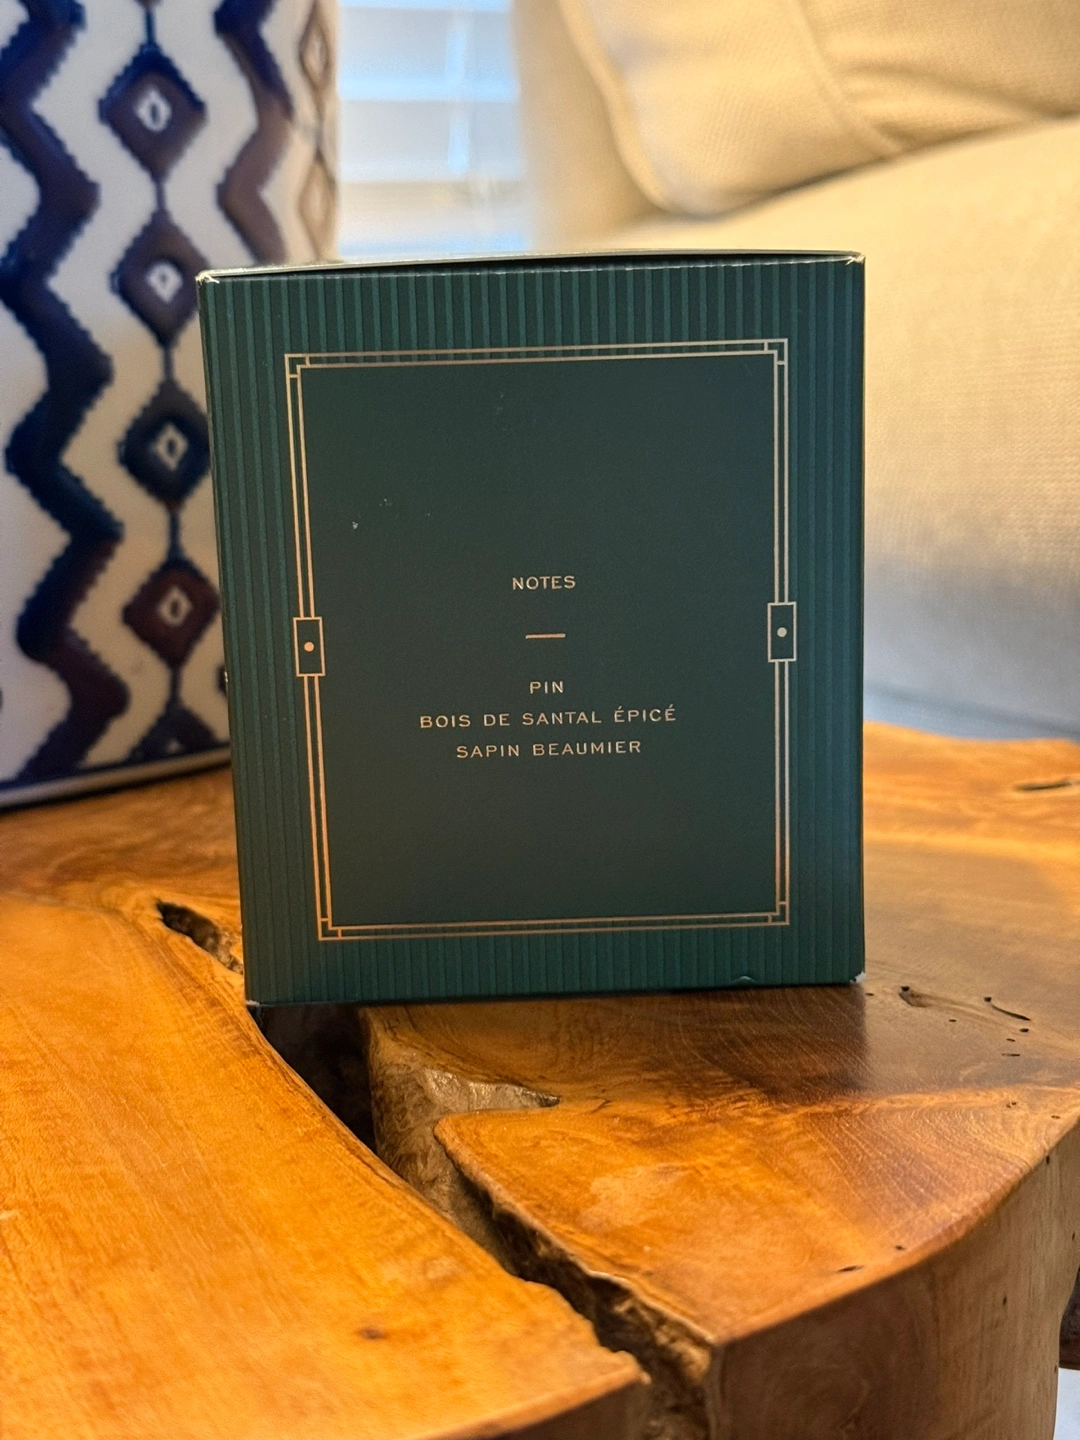 NOTES
PIN
BOIS DE SANTAL ÉPICÉ
SAPIN BEAUMIER